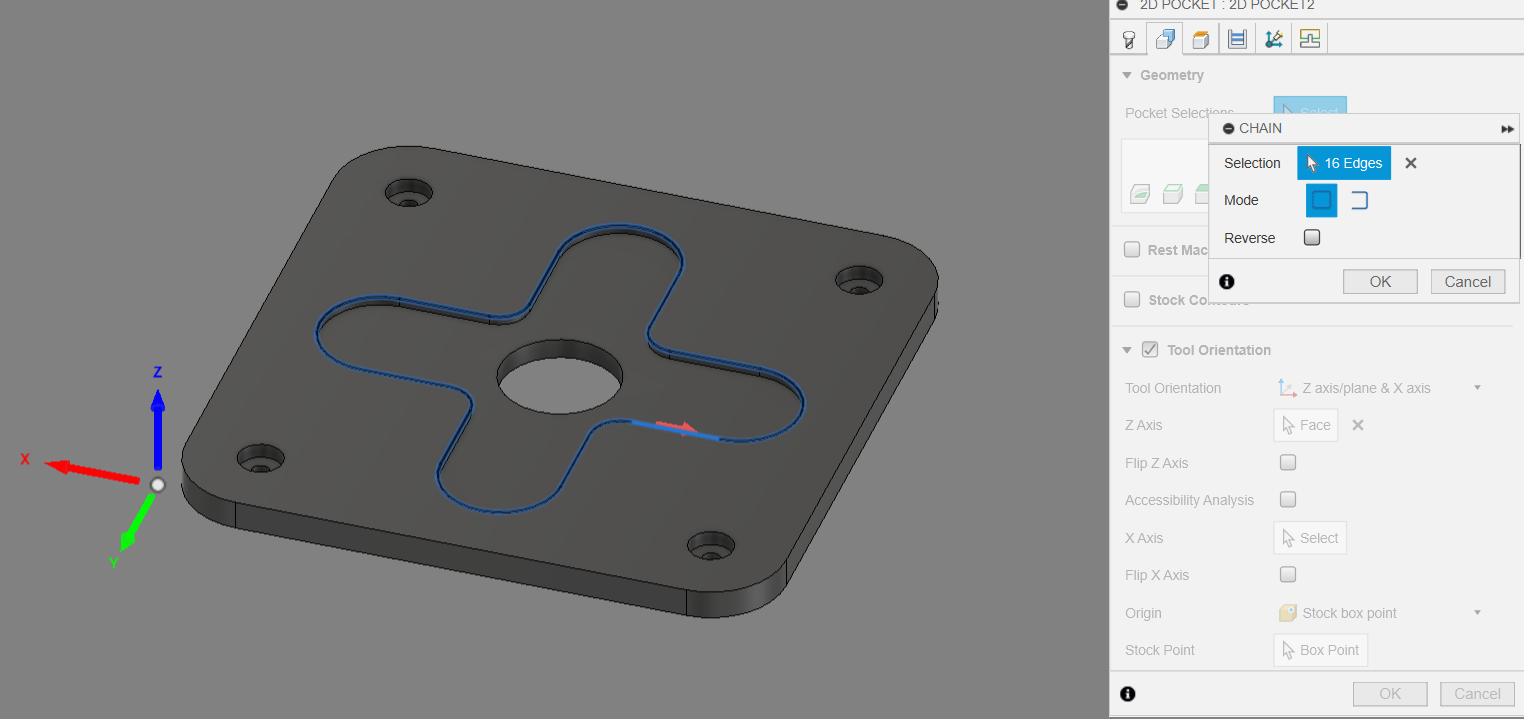 2D POCKET : 2D POCKET2
Geometry
Pocket Selections
Select
CHAIN
Selection 16 Edges
Mode
Reverse
OK Cancel
Rest Mac
Stock Contours
Tool Orientation
Tool Orientation Z axis/plane & X axis
Z Axis Face
Flip Z Axis
Accessibility Analysis
X Axis Select
Flip X Axis
Origin Stock box point
Stock Point Box Point
OK Cancel
Z
X
Y